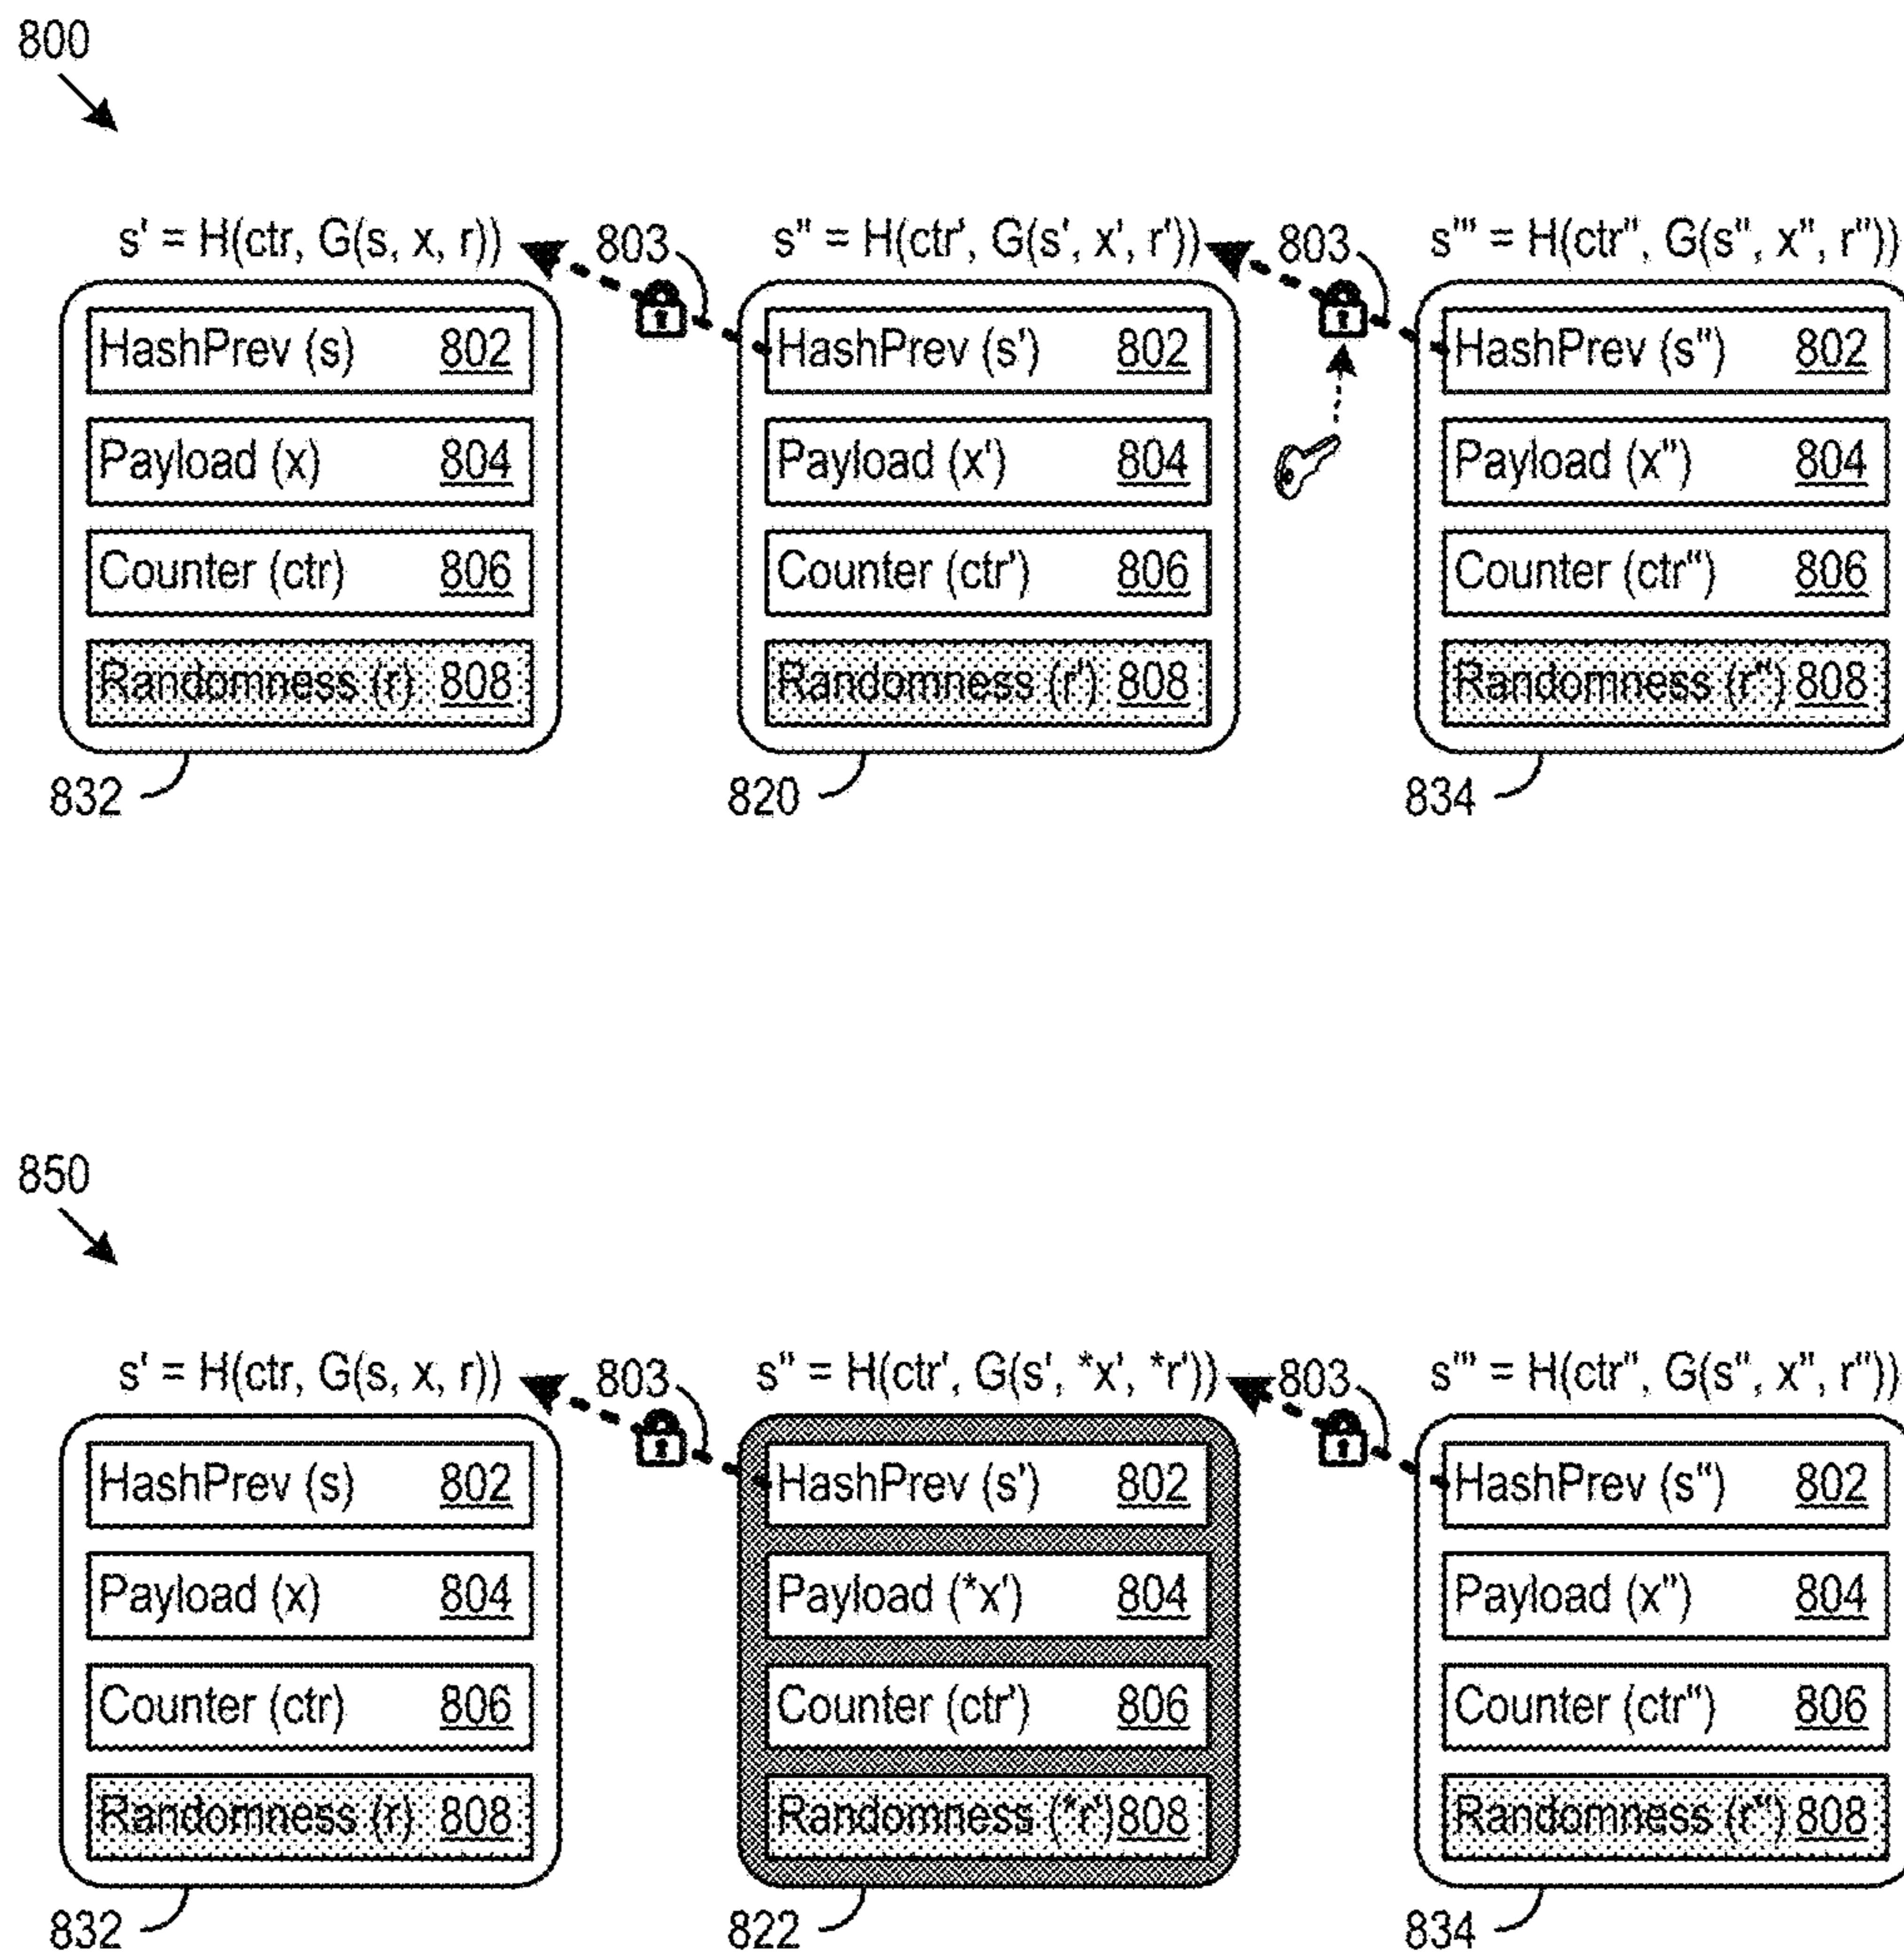 800
s' = H(ctr, G(s, x, r)) 803 s" = H(ctr', G(s', x', r')) 803 s"' = H(ctr", G(s", x", r"))
HashPrev (s) 802 HashPrev (s') 802 HashPrev (s") 802
Payload (x) 804 Payload (x') 804 Payload (x") 804
Counter (ctr) 806 Counter (ctr') 806 Counter (ctr") 806
Randomness (r) 808 Randomness (r') 808 Randomness (r") 808
832 820 834
850
s' = H(ctr, G(s, x, r)) 803 s" = H(ctr', G(s', *x', *r')) 803 s"' = H(ctr", G(s", x", r"))
HashPrev (s) 802 HashPrev (s') 802 HashPrev (s") 802
Payload (x) 804 Payload (*x') 804 Payload (x") 804
Counter (ctr) 806 Counter (ctr') 806 Counter (ctr") 806
Randomness (r) 808 Randomness (*r') 808 Randomness (r") 808
832 822 834